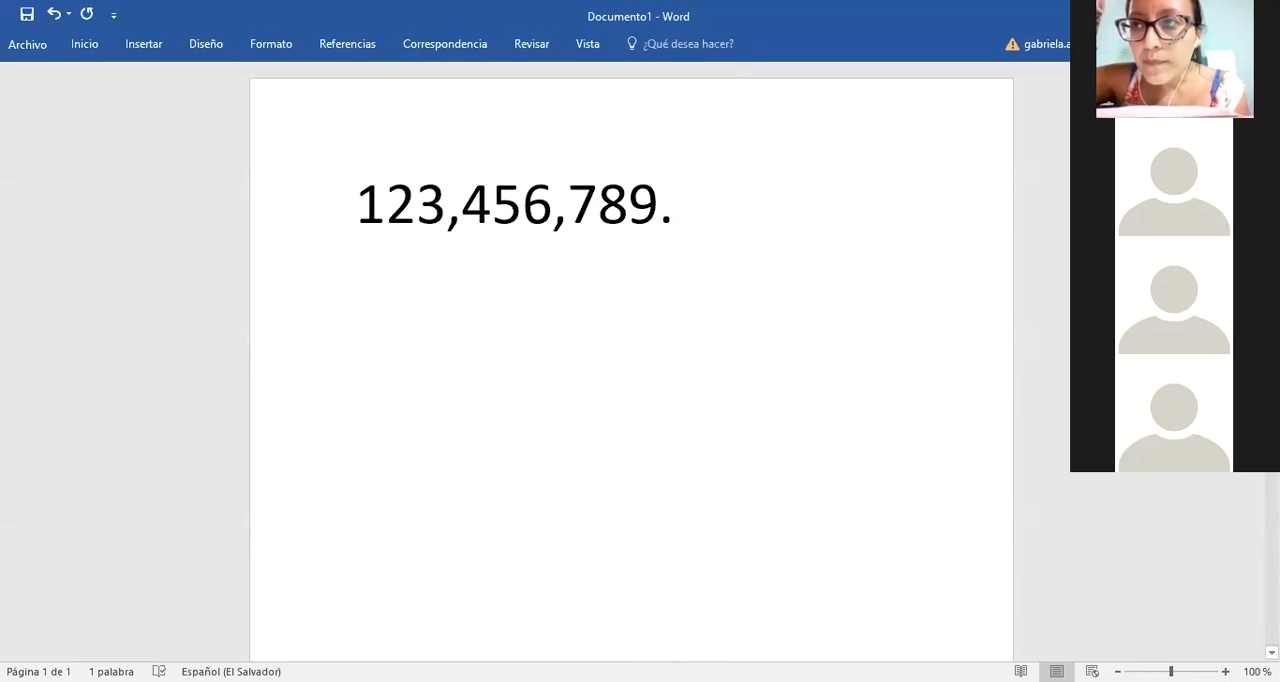 Documento1 - Word
Archivo Inicio Insertar Diseño Formato Referencias Correspondencia Revisar Vista ¿Qué desea hacer? gabriela.a
123,456,789.
Página 1 de 1 1 palabra Español (El Salvador) 100 %